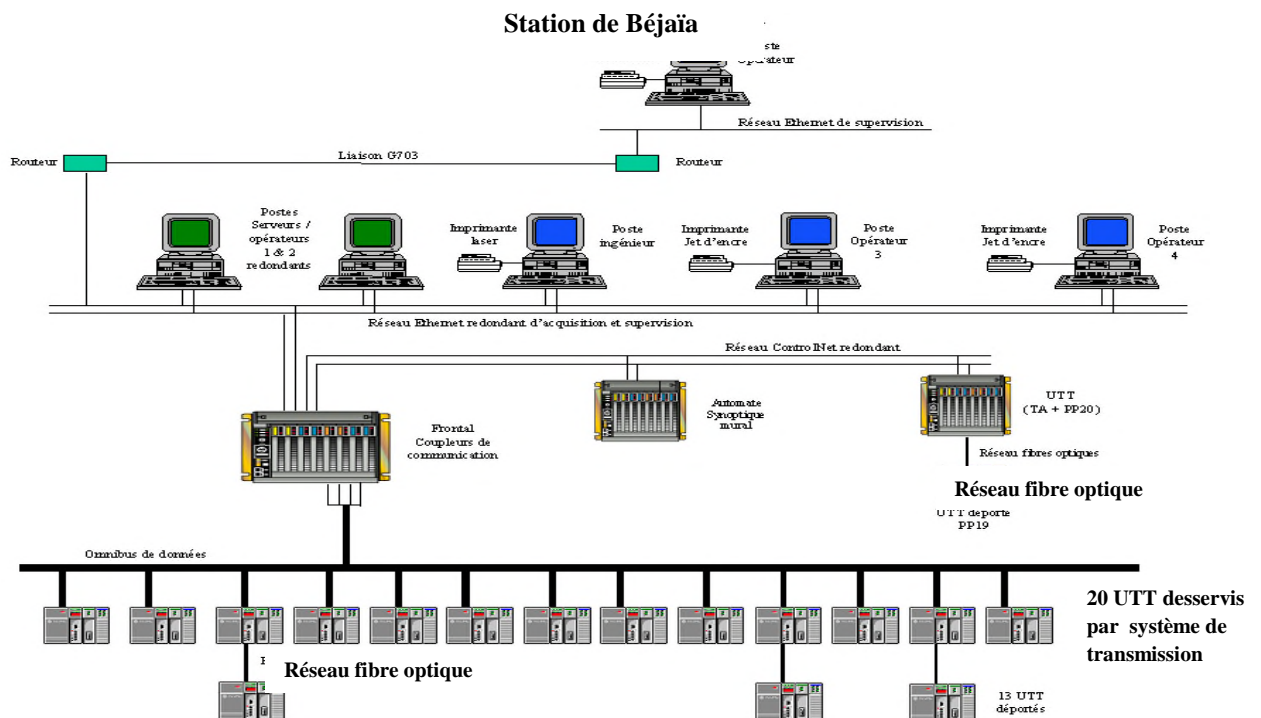 Station de Béjaïa
ste
Opérateur
Réseau Ethernet de supervision
Routeur
Liaison G703
Routeur
Postes
Serveurs /
opérateurs
1 & 2
redondants
Imprimante
laser
Poste
ingénieur
Imprimante
Jet d'encre
Poste
Opérateur
3
Imprimante
Jet d'encre
Poste
Opérateur
4
Réseau Ethernet redondant d'acquisition et supervision
Réseau ControlNet redondant
Frontal
Coupleurs de
communication
Automate
Synoptique
mural
UTT
(TA + PP20)
Réseau fibres optiques
Réseau fibre optique
UTT déporté
PP19
Omnibus de données
20 UTT desservis
par système de
transmission
Réseau fibre optique
13 UTT
déportés